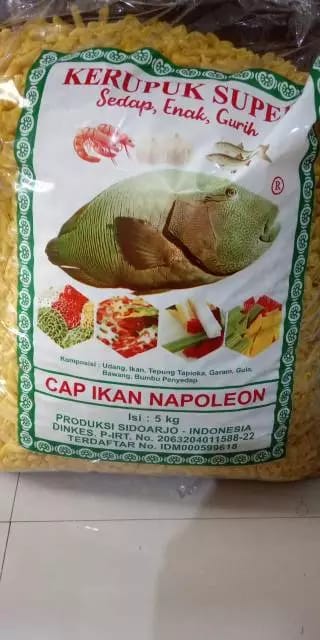 KERUPUK SUPE
Sedap, Enak, Gurih
®
Komposisi : Udang, Ikan, Tepung Tapioka, Garam, Gula,
Bawang, Bumbu Penyedap
CAP IKAN NAPOLEON
Isi : 5 kg
PRODUKSI SIDOARJO - INDONESIA
DINKES. P-IRT. No. 2063204011588-22
TERDAFTAR No. IDM000599618